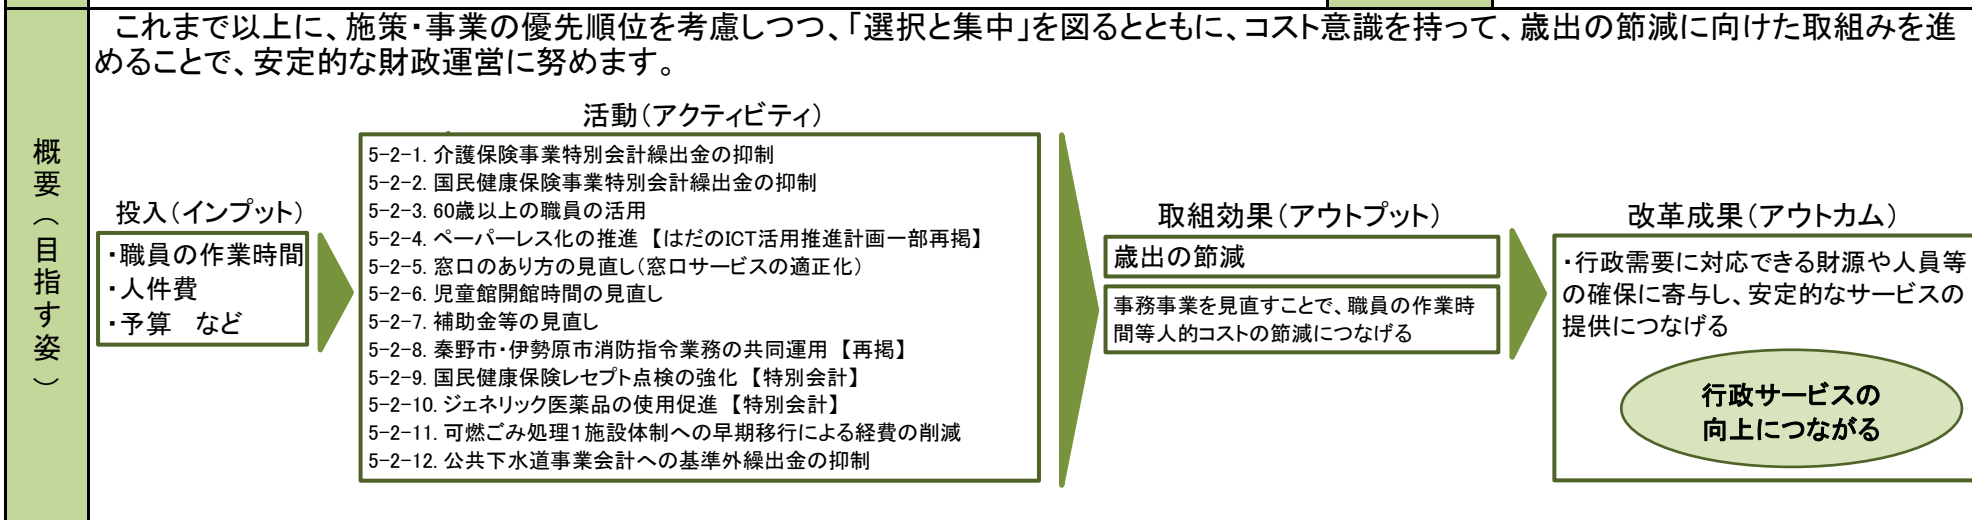 これまで以上に、施策・事業の優先順位を考慮しつつ、「選択と集中」を図るとともに、コスト意識を持って、歳出の節減に向けた取組みを進
めることで、安定的な財政運営に努めます。
概要（目指す姿）
投入（インプット）
・職員の作業時間
・人件費
・予算　など
活動（アクティビティ）
5-2-1. 介護保険事業特別会計繰出金の抑制
5-2-2. 国民健康保険事業特別会計繰出金の抑制
5-2-3. 60歳以上の職員の活用
5-2-4. ペーパーレス化の推進 【はだのICT活用推進計画一部再掲】
5-2-5. 窓口のあり方の見直し（窓口サービスの適正化）
5-2-6. 児童館開館時間の見直し
5-2-7. 補助金等の見直し
5-2-8. 秦野市・伊勢原市消防指令業務の共同運用 【再掲】
5-2-9. 国民健康保険レセプト点検の強化 【特別会計】
5-2-10. ジェネリック医薬品の使用促進 【特別会計】
5-2-11. 可燃ごみ処理１施設体制への早期移行による経費の削減
5-2-12. 公共下水道事業会計への基準外繰出金の抑制
取組効果（アウトプット）
歳出の節減
事務事業を見直すことで、職員の作業時
間等人的コストの節減につなげる
改革成果（アウトカム）
・行政需要に対応できる財源や人員等
の確保に寄与し、安定的なサービスの
提供につなげる
行政サービスの
向上につながる